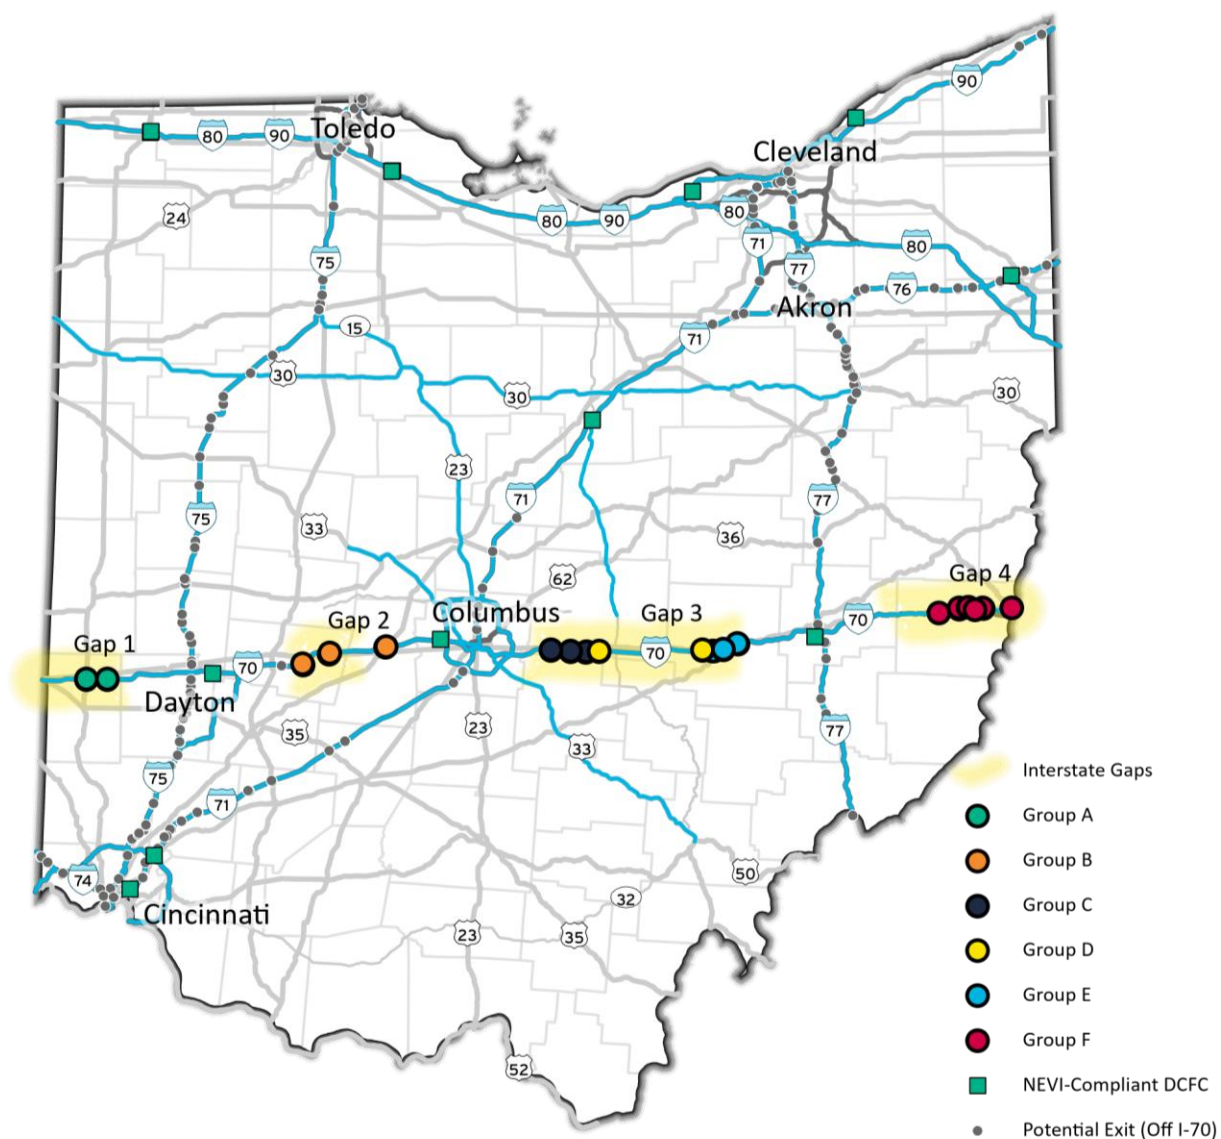 90
Toledo
80
90
Cleveland
24
80
90
80
71
80
75
77
76
Akron
15
71
30
30
30
23
71
75
77
33
36
62
Gap 4
Columbus
Gap 2
Gap 3
70
Gap 1
70
70
Dayton
35
23
33
77
75
71
Interstate Gaps
Group A
Group B
74
50
32
Group C
Cincinnati
23
35
Group D
Group E
Group F
52
NEVI-Compliant DCFC
Potential Exit (Off I-70)